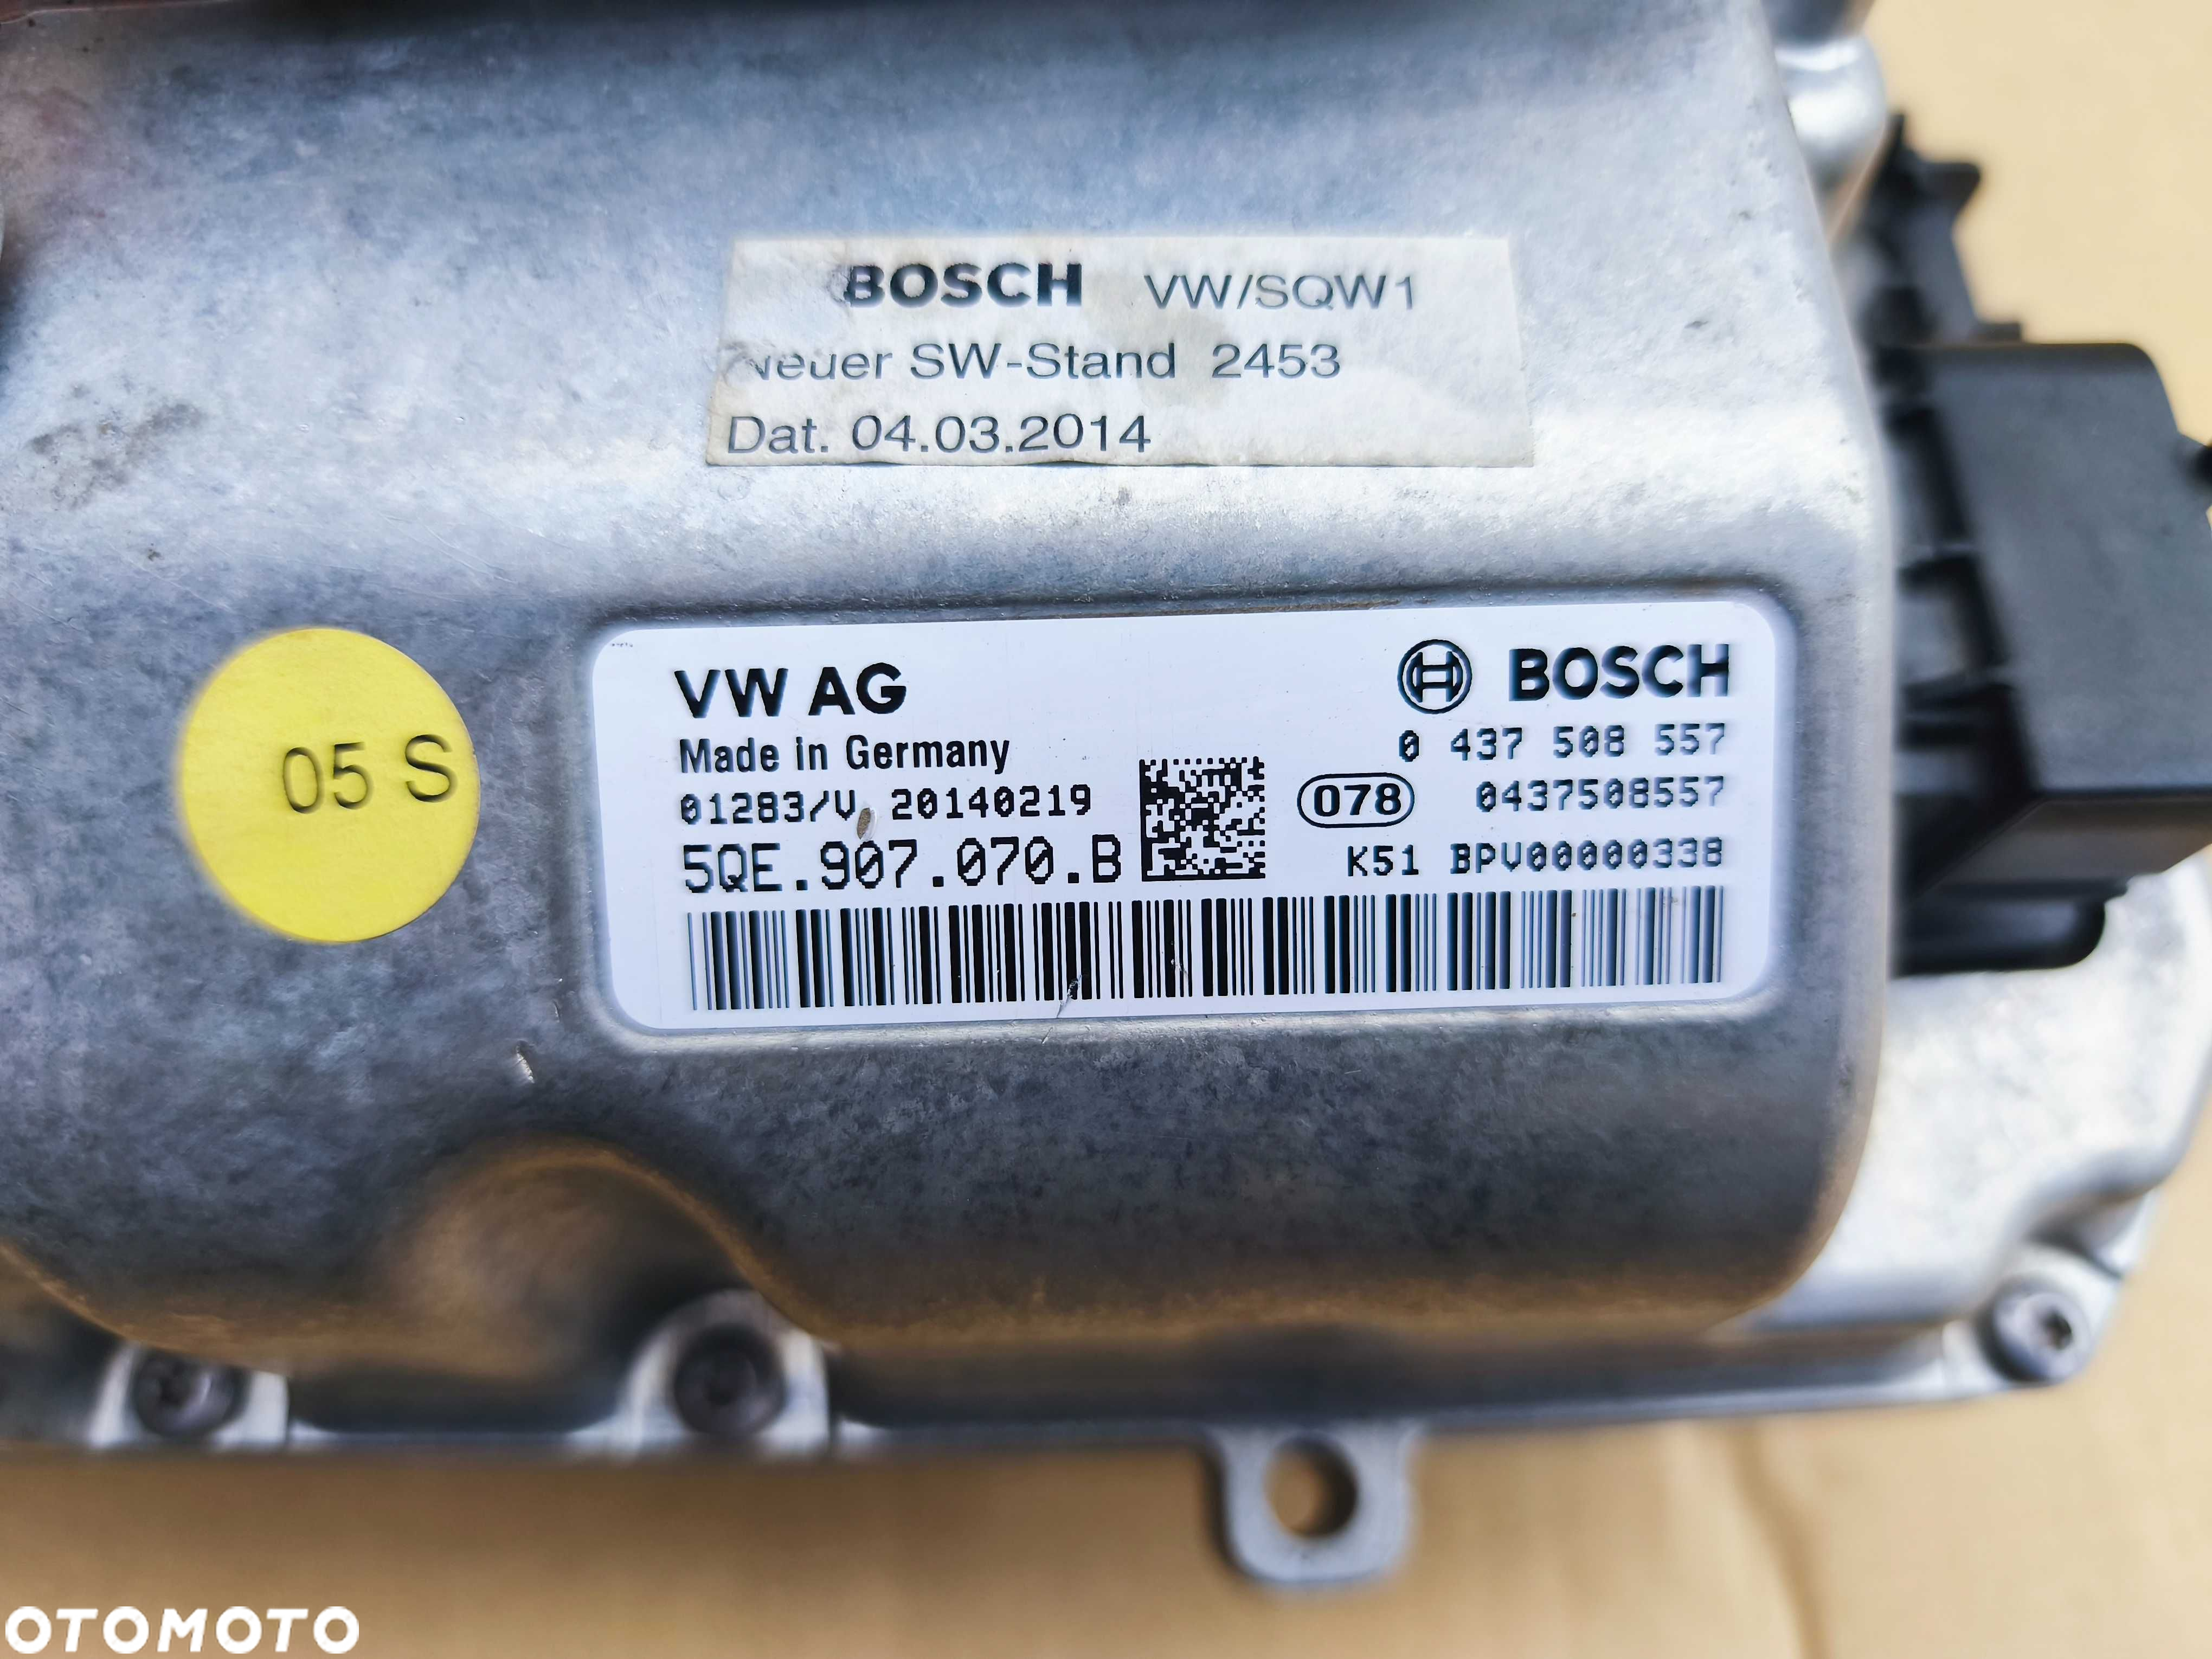 BOSCH VW/SQW1
Neuer SW-Stand 2453
Dat. 04.03.2014
05 S
VW AG
BOSCH
Made in Germany
0 437 508 557
01283/V 20140219
078
0437508557
5QE.907.070.B
K51 BPV00000338
OTOMOTO